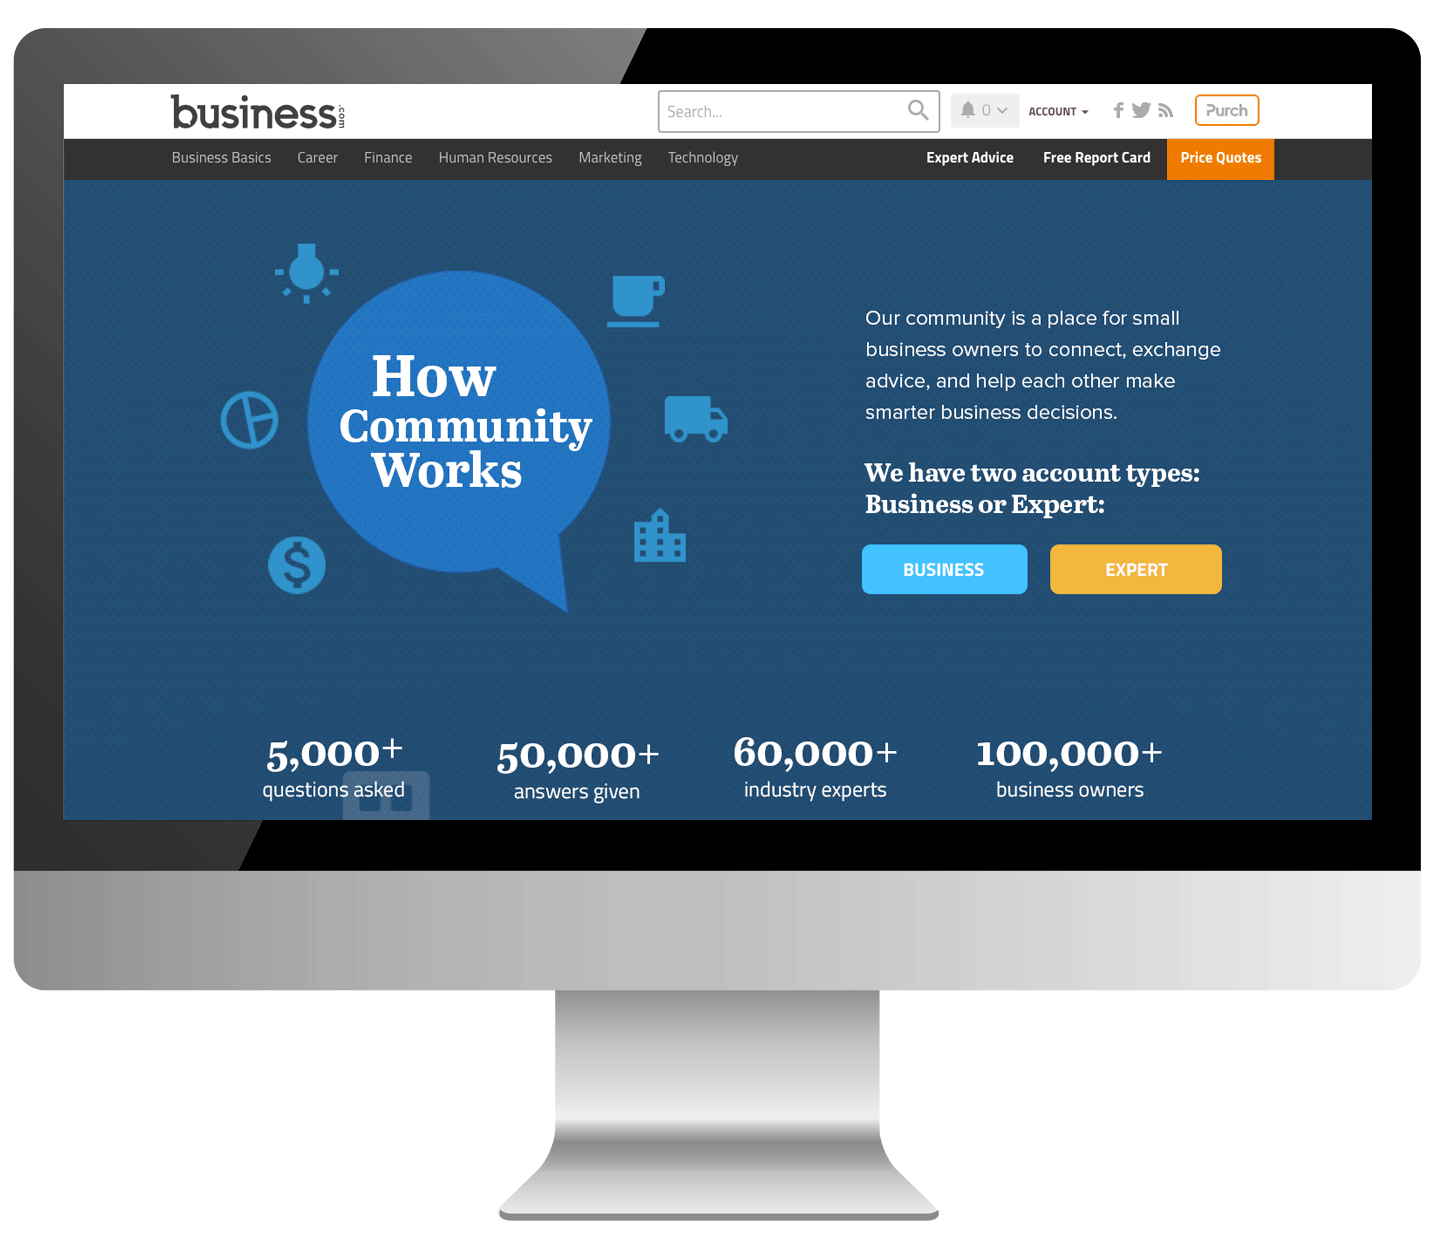 business.com
Search...
0
ACCOUNT
Purch
Business Basics Career Finance Human Resources Marketing Technology Expert Advice Free Report Card Price Quotes
How
Community
Works
Our community is a place for small
business owners to connect, exchange
advice, and help each other make
smarter business decisions.
We have two account types:
Business or Expert:
BUSINESS EXPERT
5,000+ 50,000+ 60,000+ 100,000+
questions asked answers given industry experts business owners